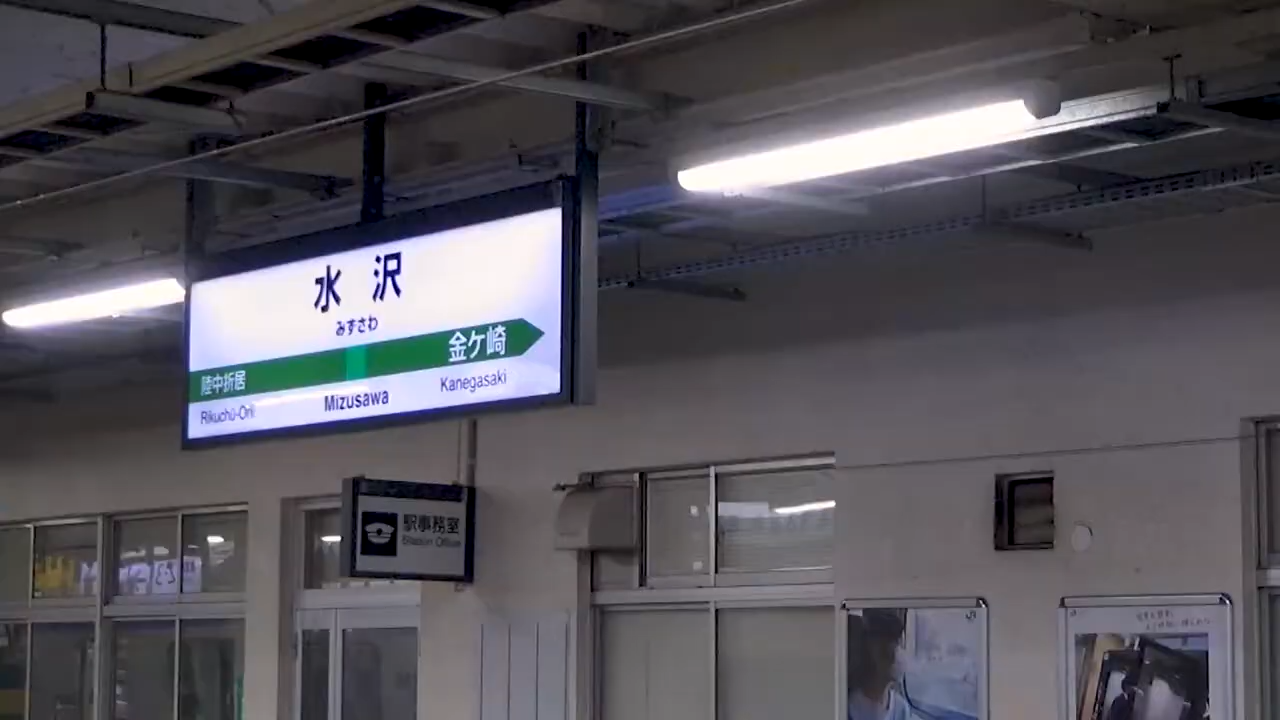 水沢
みずさわ
陸中折居
金ケ崎
Rikuchū-Orii
Mizusawa
Kanegasaki
駅事務室
Station Office
JR